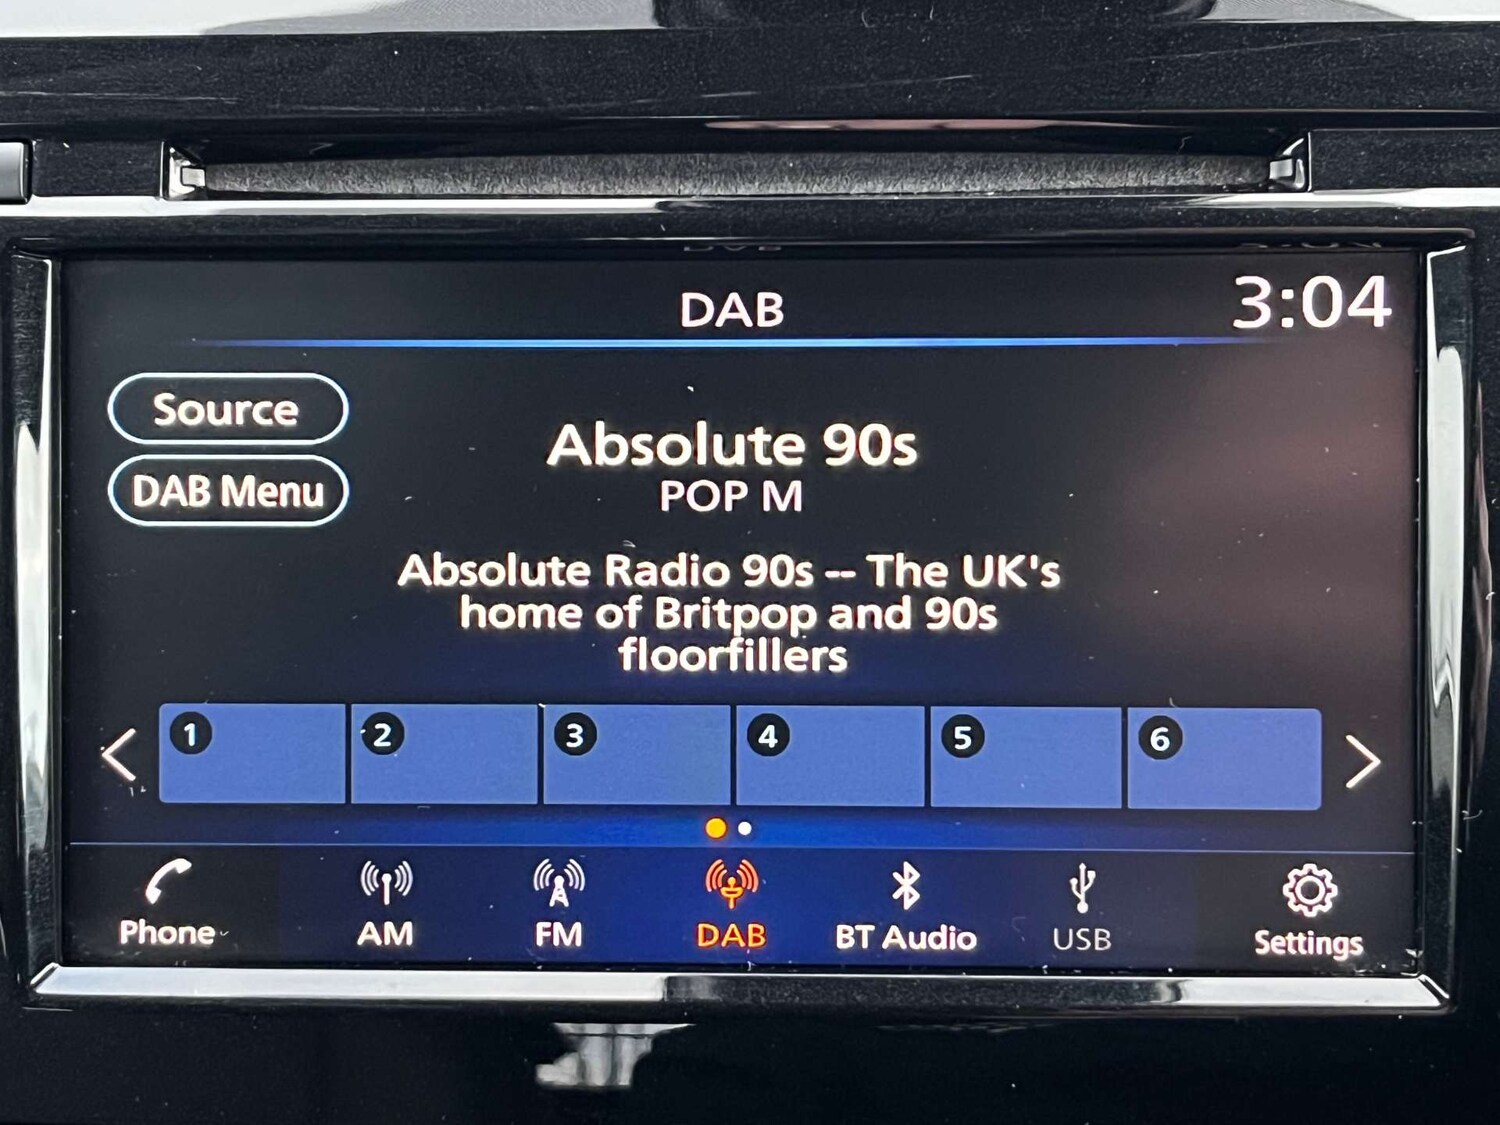 DAB
3:04
Source
DAB Menu
Absolute 90s
POP M
Absolute Radio 90s -- The UK's
home of Britpop and 90s
floorfillers
1 2 3 4 5 6
Phone AM FM DAB BT Audio USB Settings